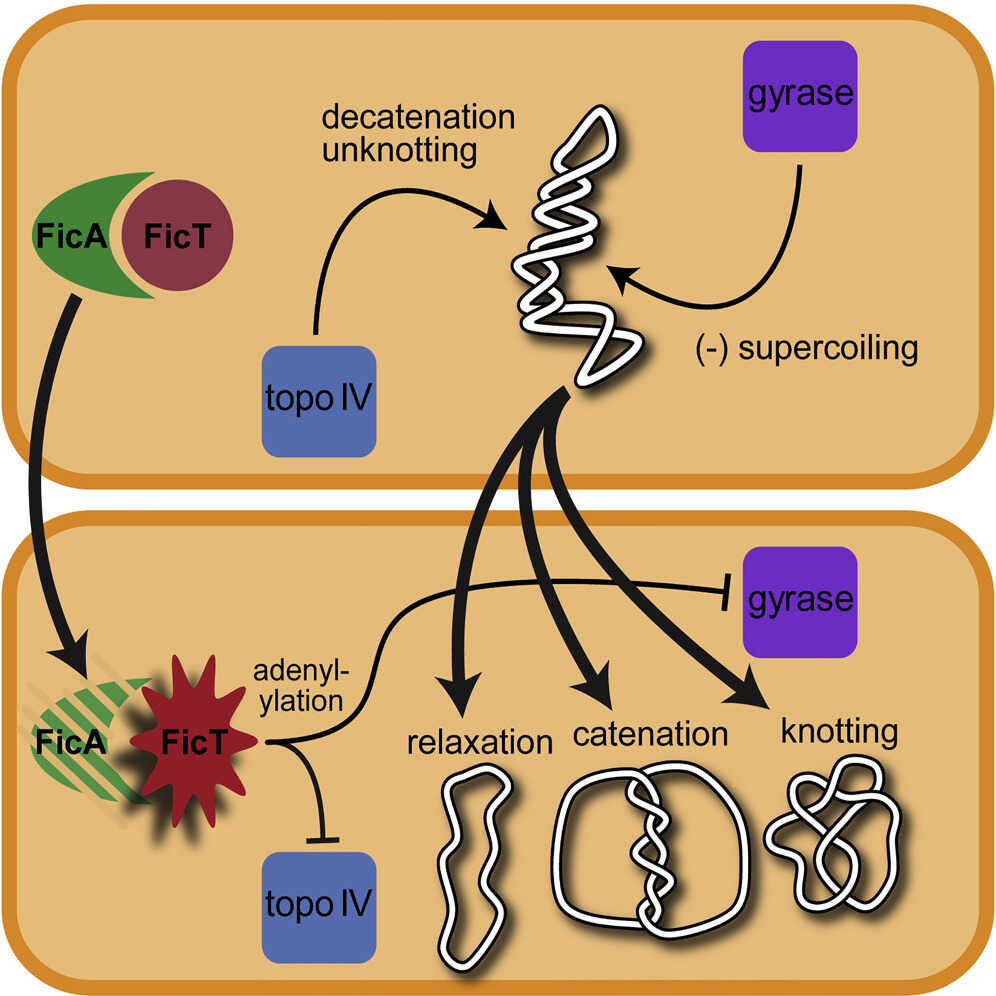 gyrase
decatenation
unknotting
FicA
FicT
(-) supercoiling
topo IV
gyrase
adenyl-
ylation
FicA
FicT
relaxation
catenation
knotting
topo IV